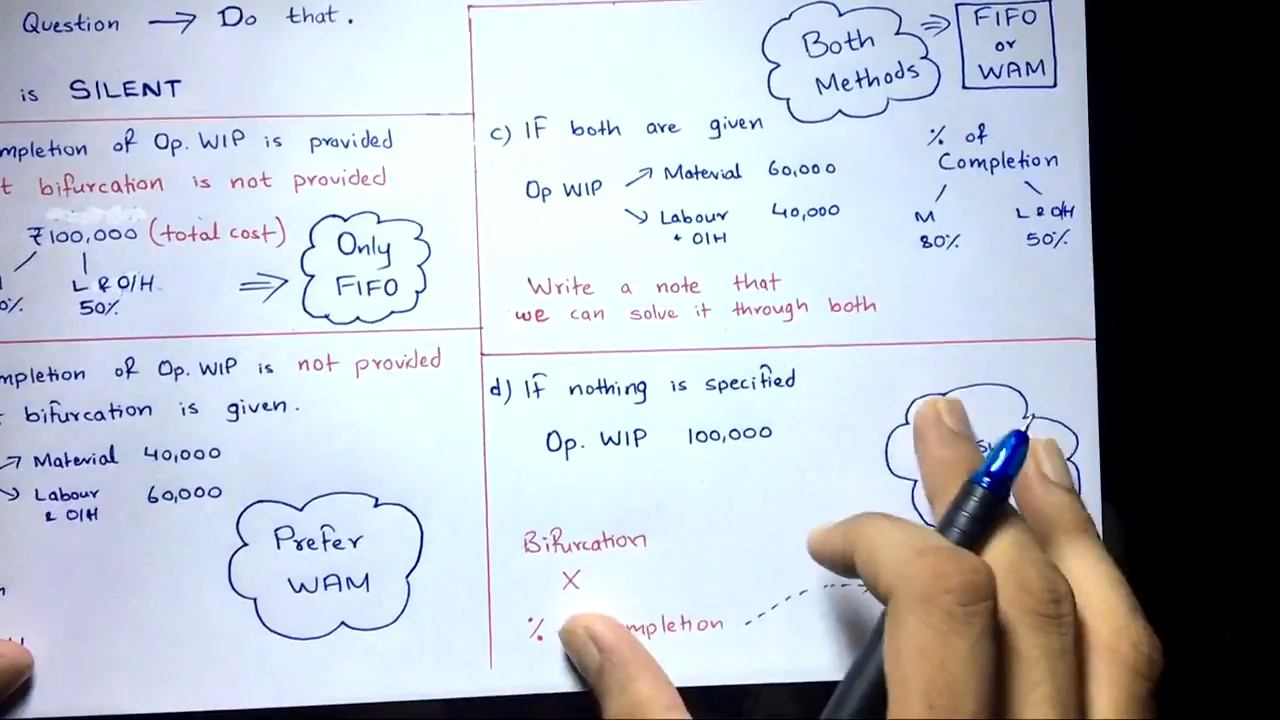 Question → Do that.
is SILENT
mpletion of Op. WIP is provided
t bifurcation is not provided
₹100,000 (total cost)
L & O/H
0%. 50%
⇒
Only
FIFO
mpletion of Op. WIP is not provided
t bifurcation is given.
→ Material 40,000
↘ Labour 60,000
& O/H
Prefer
WAM
Both
Methods
⇒
FIFO
or
WAM
c) IF both are given
Op WIP
→ Material 60,000
↘ Labour 40,000
+ O/H
% of
Completion
M L & O/H
80% 50%
Write a note that
we can solve it through both
d) If nothing is specified
Op. WIP 100,000
Bifurcation
X
% mpletion